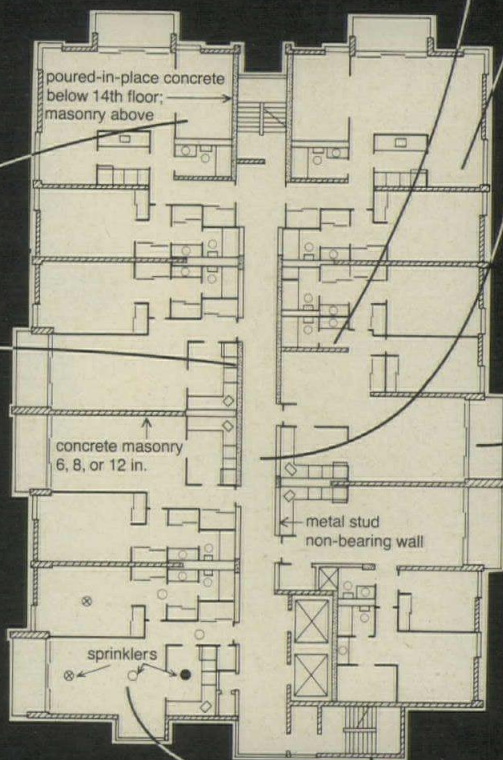 poured-in-place concrete
below 14th floor;
masonry above
concrete masonry
6, 8, or 12 in.
metal stud
non-bearing wall
sprinklers